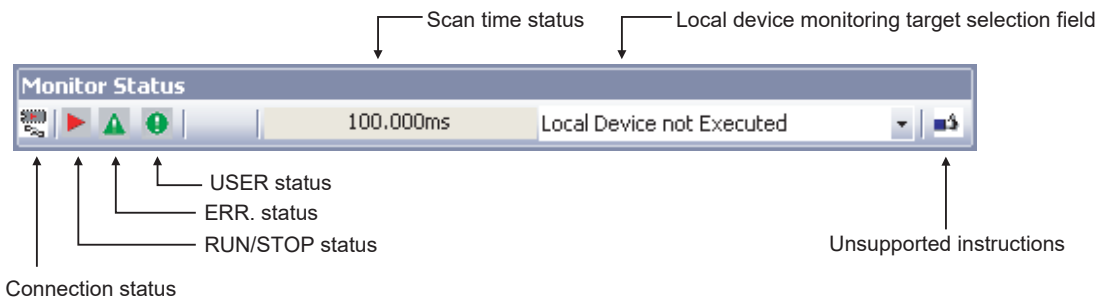 Scan time status
Local device monitoring target selection field
Monitor Status
100.000ms
Local Device not Executed
USER status
ERR. status
RUN/STOP status
Unsupported instructions
Connection status